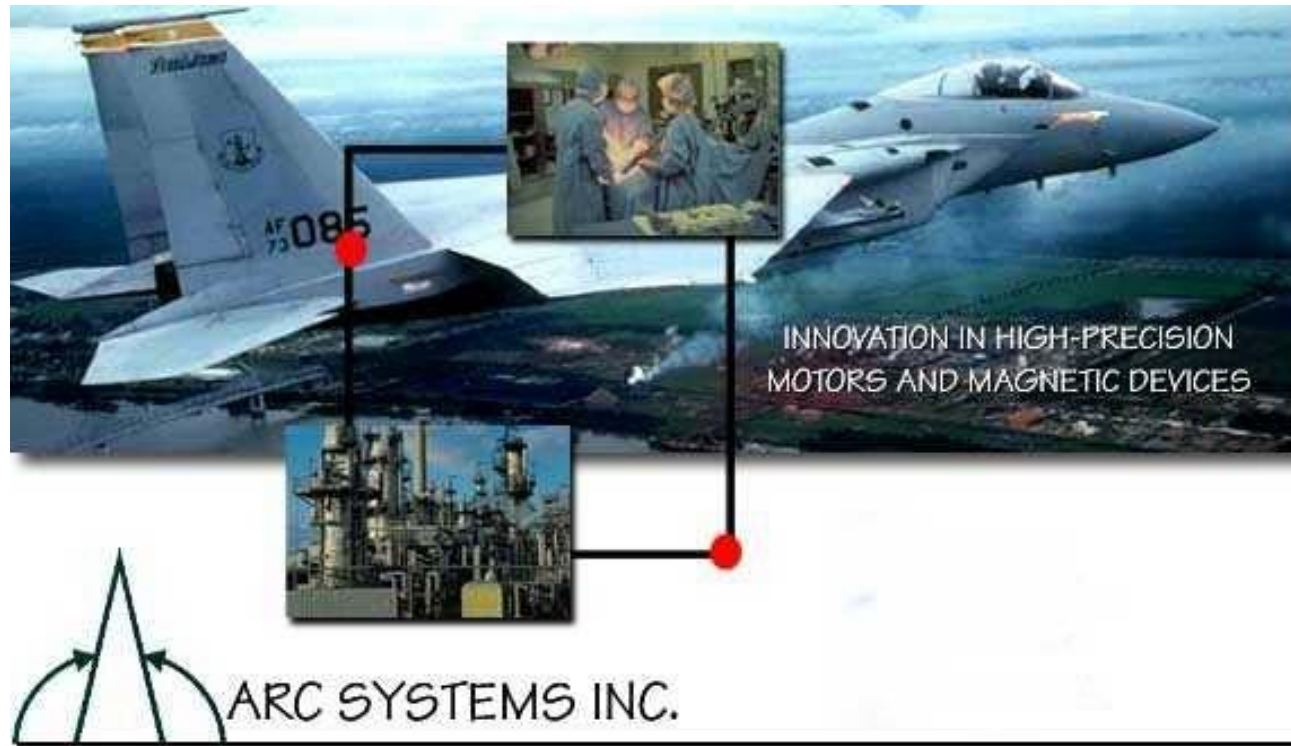 AF
73 085
INNOVATION IN HIGH-PRECISION
MOTORS AND MAGNETIC DEVICES
ARC SYSTEMS INC.